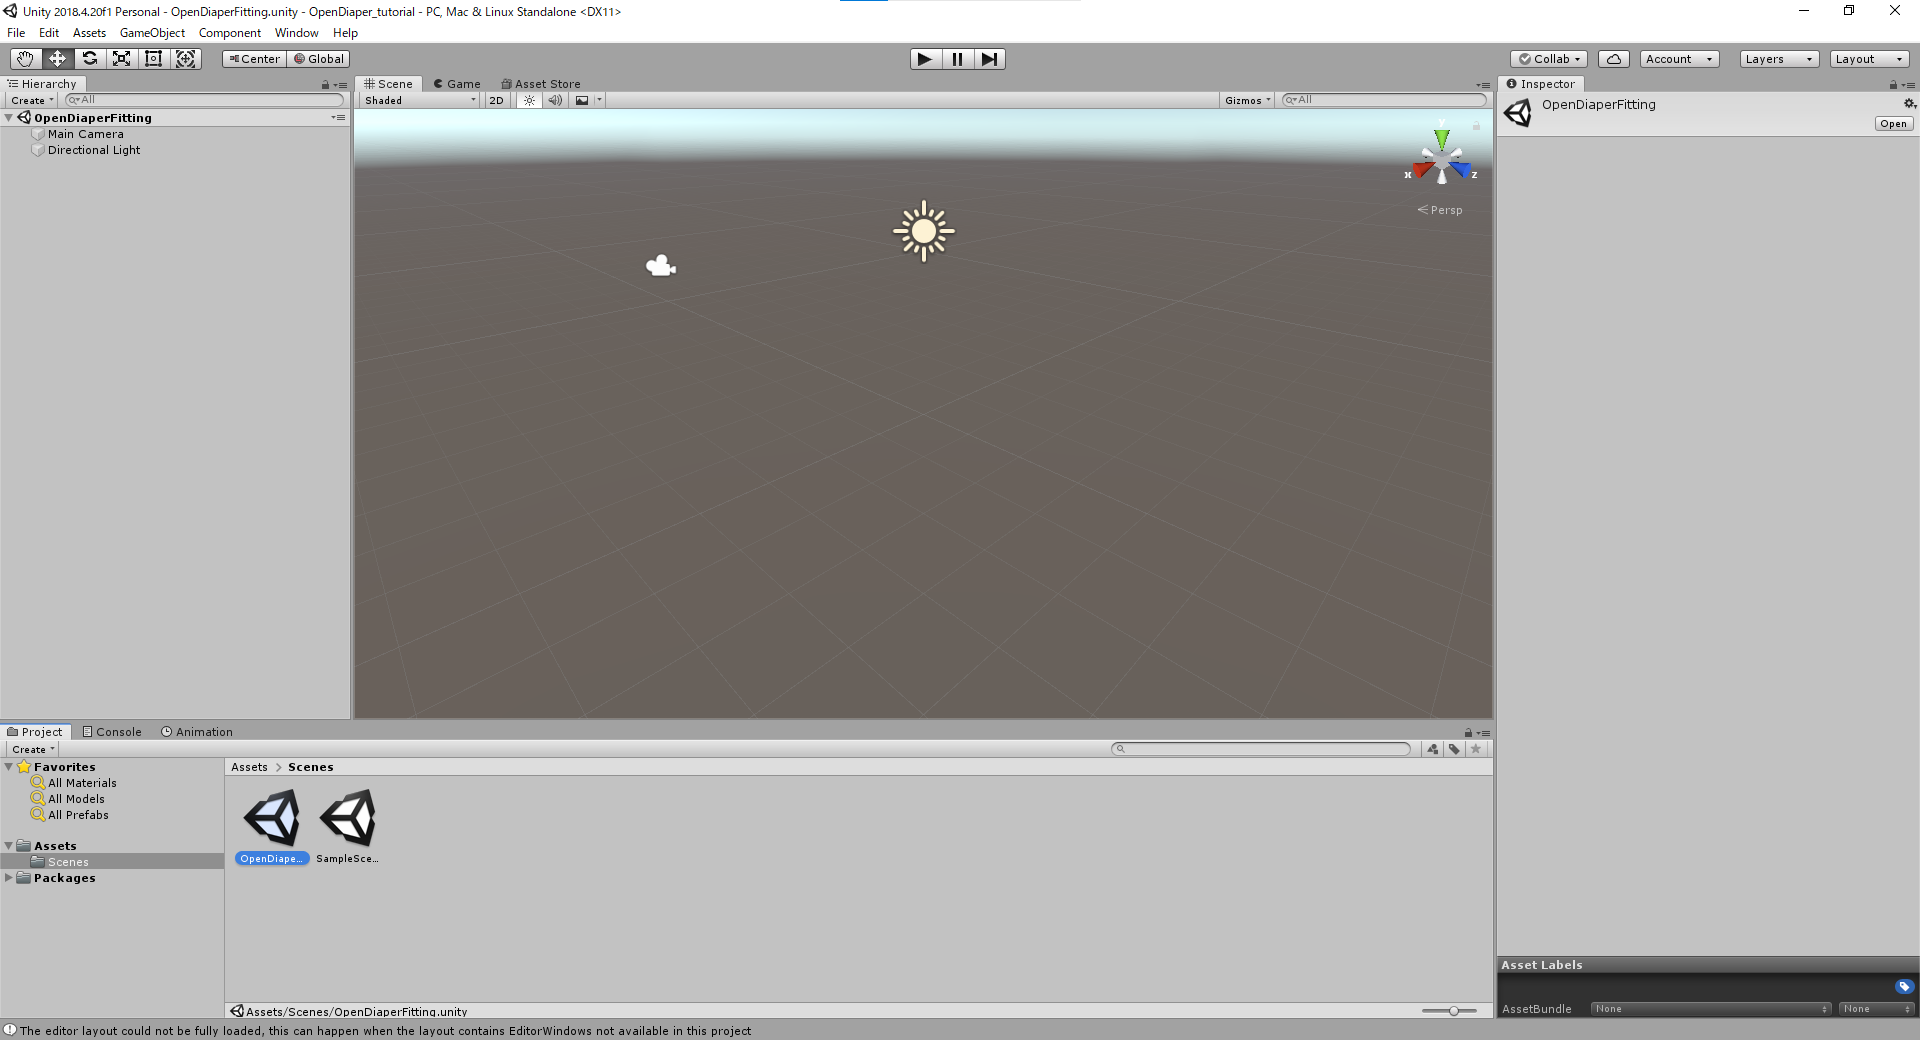 Unity 2018.4.20f1 Personal - OpenDiaperFitting.unity - OpenDiaper_tutorial - PC, Mac & Linux Standalone <DX11>
File Edit Assets GameObject Component Window Help
Center Global Collab Account Layers Layout
Hierarchy
Create All
OpenDiaperFitting
Main Camera
Directional Light
Scene Game Asset Store
Shaded 2D Gizmos All
y
x z
Persp
Inspector
OpenDiaperFitting
Open
Project Console Animation
Create
Favorites
All Materials
All Models
All Prefabs
Assets
Scenes
Packages
Assets > Scenes
OpenDiape... SampleSce...
Assets/Scenes/OpenDiaperFitting.unity
Asset Labels
AssetBundle None None
The editor layout could not be fully loaded, this can happen when the layout contains EditorWindows not available in this project